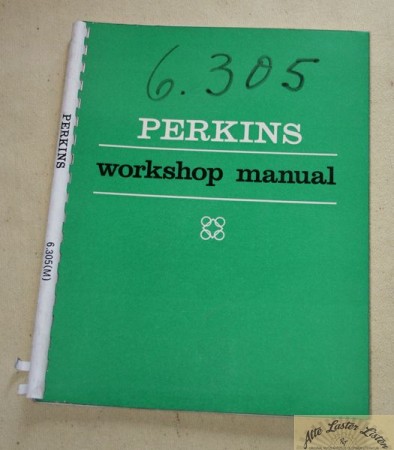 6.305
PERKINS
workshop manual
PERKINS 6.305(M)
Alte Laster Listen